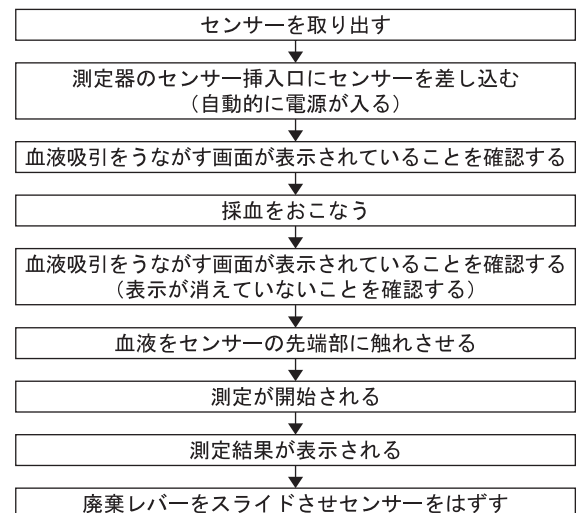 センサーを取り出す
測定器のセンサー挿入口にセンサーを差し込む
（自動的に電源が入る）
血液吸引をうながす画面が表示されていることを確認する
採血をおこなう
血液吸引をうながす画面が表示されていることを確認する
（表示が消えていないことを確認する）
血液をセンサーの先端部に触れさせる
測定が開始される
測定結果が表示される
廃棄レバーをスライドさせセンサーをはずす